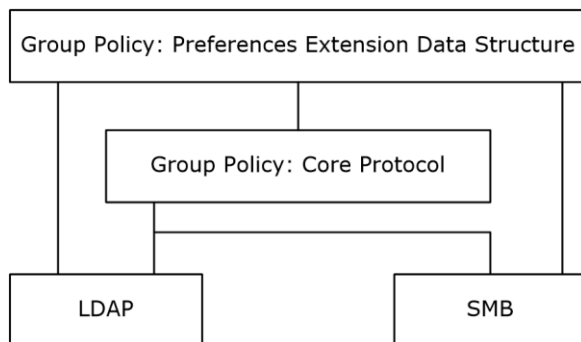 Group Policy: Preferences Extension Data Structure
Group Policy: Core Protocol
LDAP
SMB